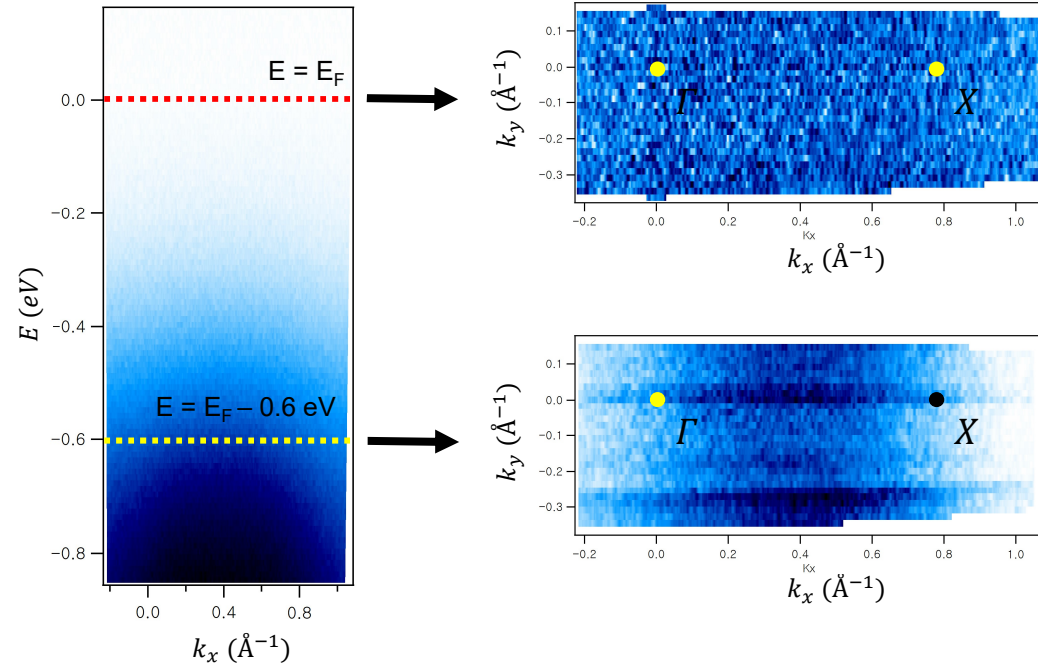 E = E_F
0.0
−0.2
−0.4
E = E_F − 0.6 eV
−0.6
−0.8
E (eV)
0.0 0.4 0.8
k_x (Å⁻¹)
0.1
0.0
−0.1
−0.2
−0.3
k_y (Å⁻¹)
Γ X
−0.2 0.0 0.2 0.4 0.6 0.8 1.0
Kx
k_x (Å⁻¹)
0.1
0.0
−0.1
−0.2
−0.3
k_y (Å⁻¹)
Γ X
−0.2 0.0 0.2 0.4 0.6 0.8 1.0
Kx
k_x (Å⁻¹)